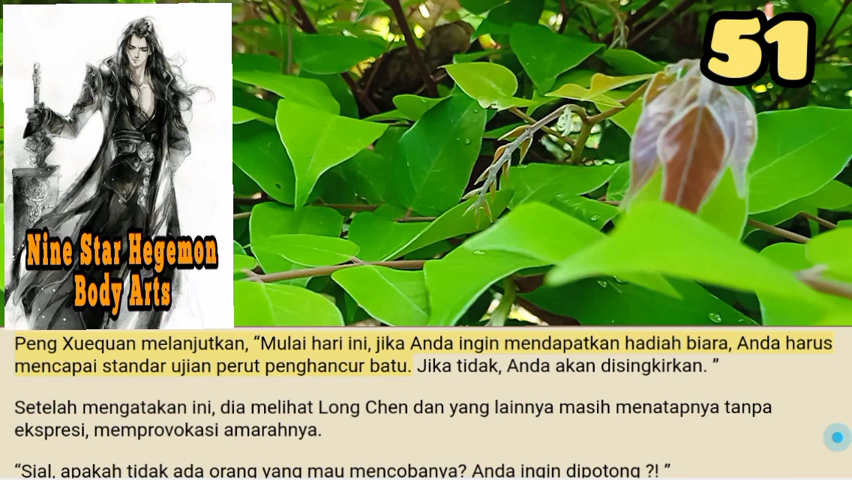 51
Nine Star Hegemon
Body Arts
Peng Xuequan melanjutkan, “Mulai hari ini, jika Anda ingin mendapatkan hadiah biara, Anda harus
mencapai standar ujian perut penghancur batu. Jika tidak, Anda akan disingkirkan. ”
Setelah mengatakan ini, dia melihat Long Chen dan yang lainnya masih menatapnya tanpa
ekspresi, memprovokasi amarahnya.
“Sial, apakah tidak ada orang yang mau mencobanya? Anda ingin dipotong ?! ”